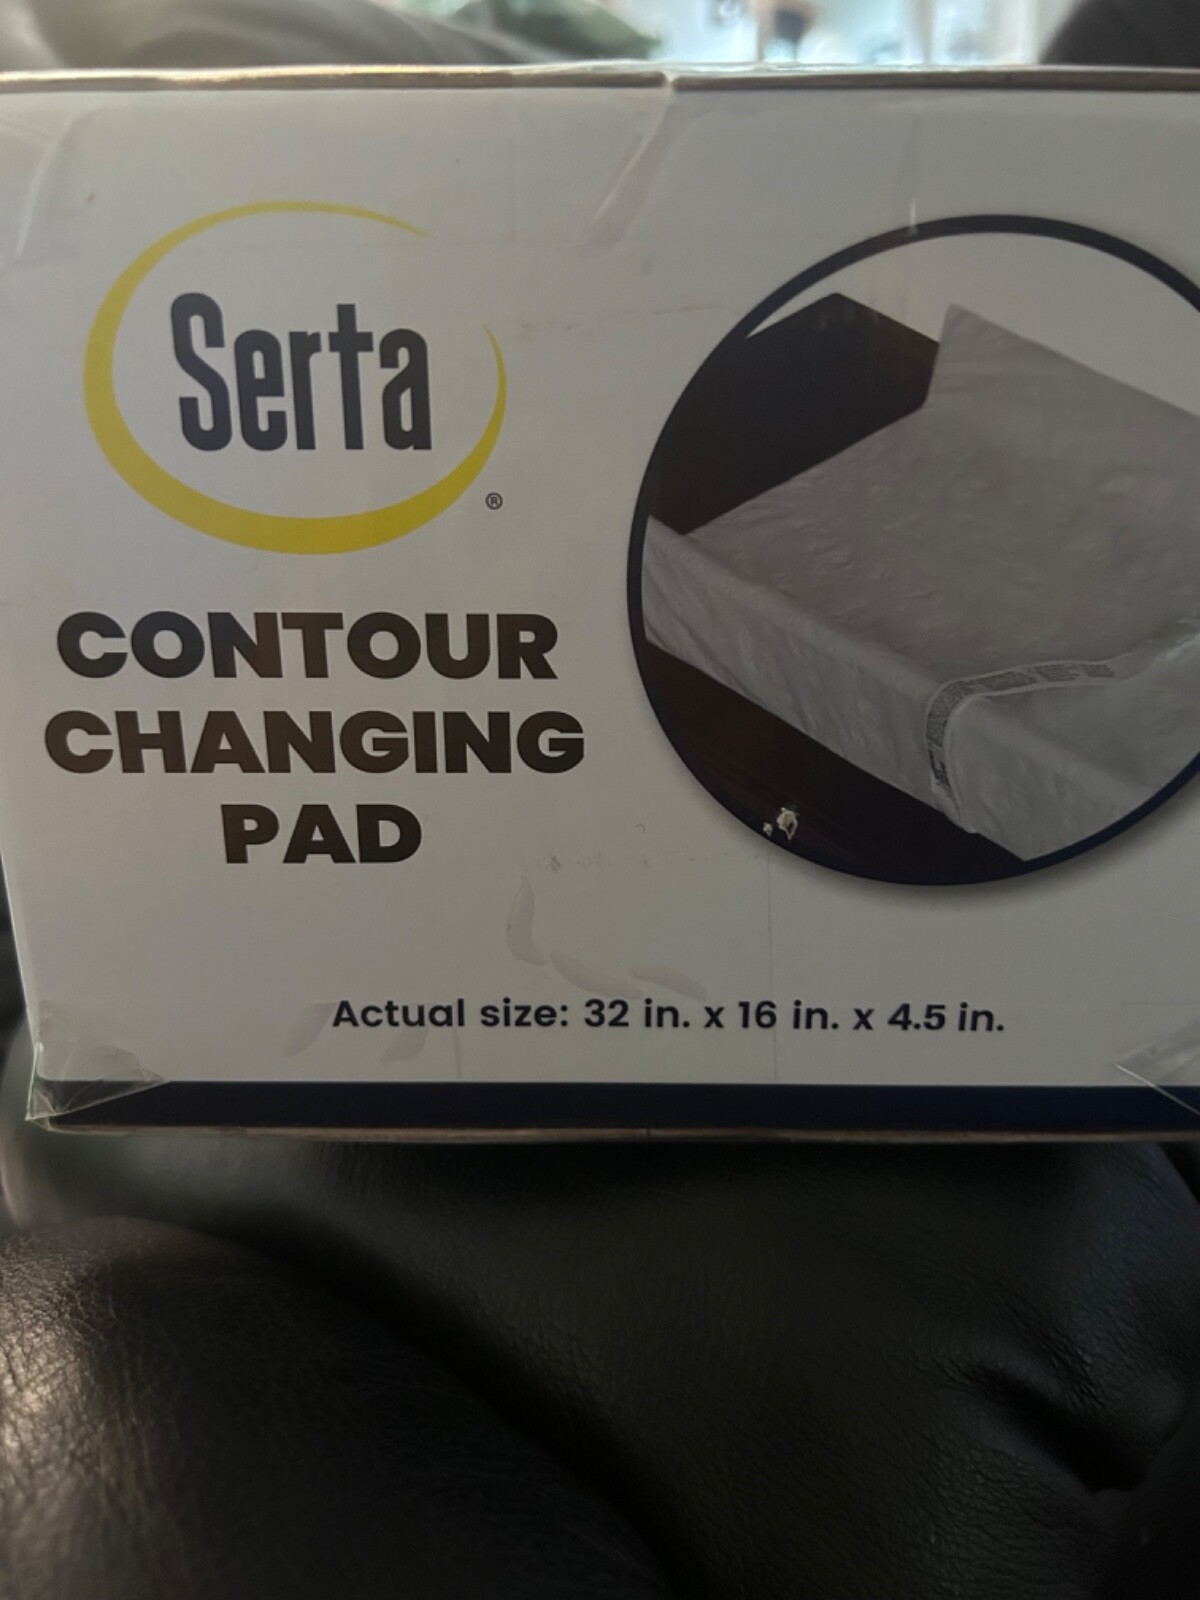 Serta
®
CONTOUR
CHANGING
PAD
Actual size: 32 in. x 16 in. x 4.5 in.